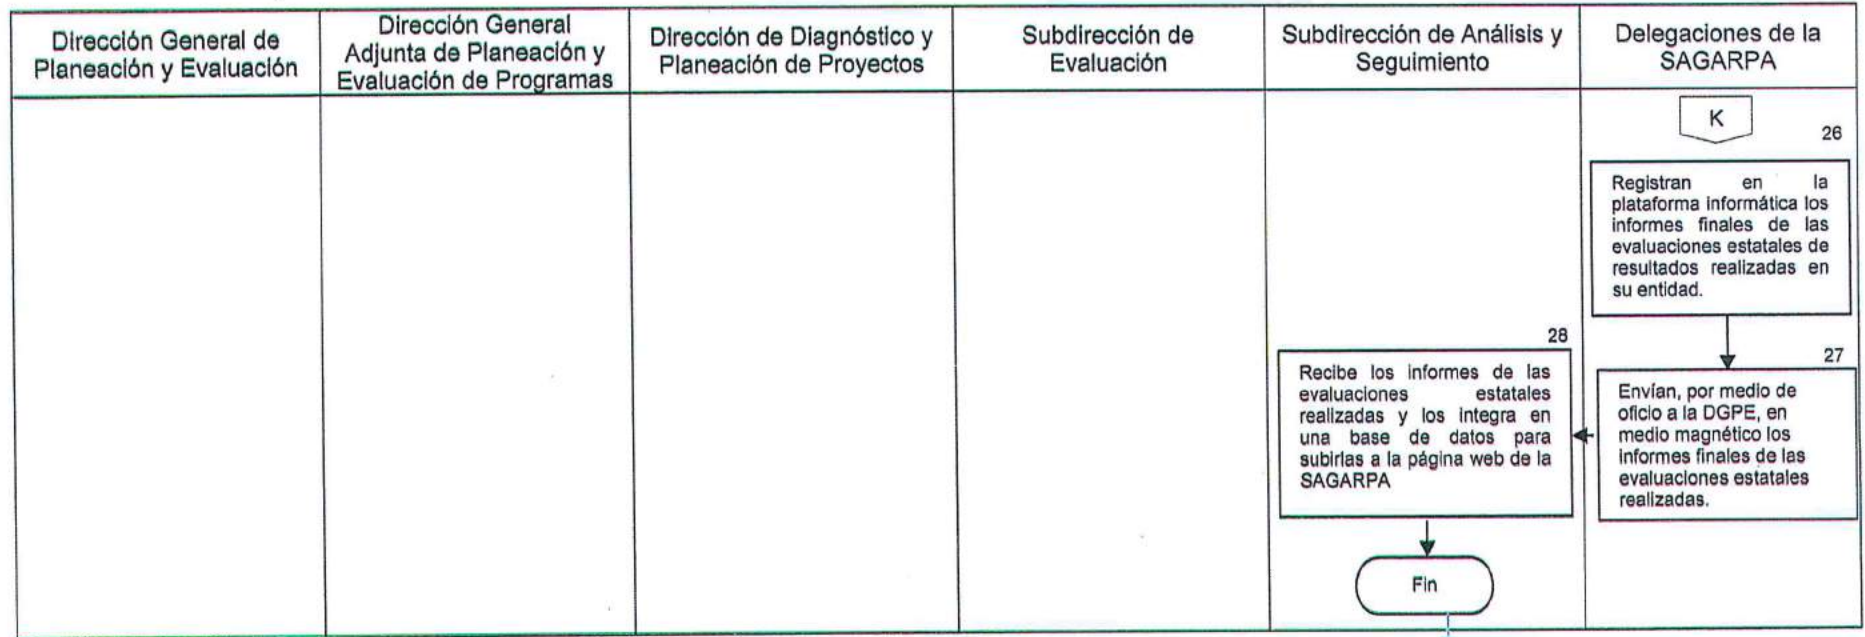 Dirección General de
Planeación y Evaluación
Dirección General
Adjunta de Planeación y
Evaluación de Programas
Dirección de Diagnóstico y
Planeación de Proyectos
Subdirección de
Evaluación
Subdirección de Análisis y
Seguimiento
Delegaciones de la
SAGARPA
K
26
Registran en la
plataforma informática los
informes finales de las
evaluaciones estatales de
resultados realizadas en
su entidad.
27
Envían, por medio de
oficio a la DGPE, en
medio magnético los
informes finales de las
evaluaciones estatales
realizadas.
28
Recibe los informes de las
evaluaciones estatales
realizadas y los integra en
una base de datos para
subirlas a la página web de la
SAGARPA
Fin